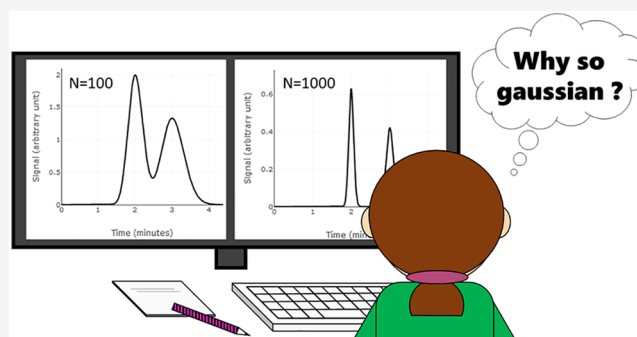 Why so
gaussian ?
N=100
Signal (arbitrary unit)
2
1.5
1
0.5
0
0
1
2
3
4
Time (minutes)
N=1000
Signal (arbitrary unit)
0.6
0.4
0.2
0
0
1
2
Time (min